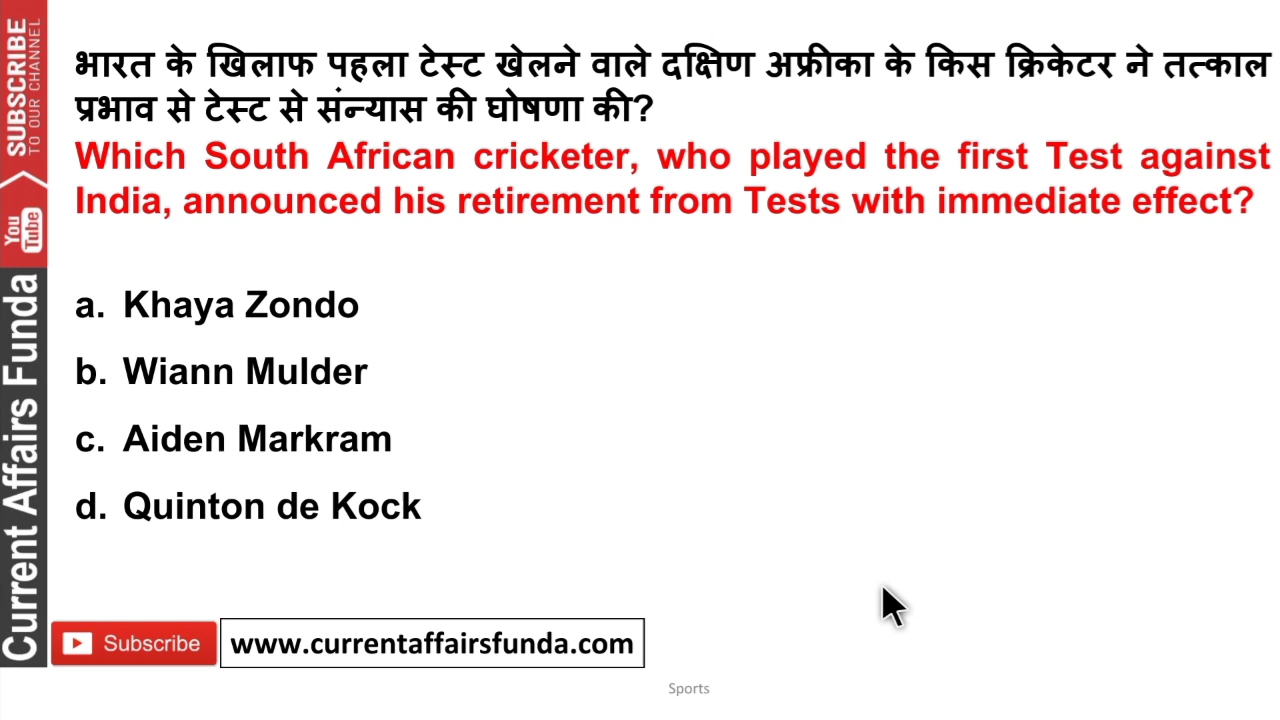 भारत के खिलाफ पहला टेस्ट खेलने वाले दक्षिण अफ्रीका के किस क्रिकेटर ने तत्काल
प्रभाव से टेस्ट से संन्यास की घोषणा की?
Which South African cricketer, who played the first Test against
India, announced his retirement from Tests with immediate effect?
a. Khaya Zondo
b. Wiann Mulder
c. Aiden Markram
d. Quinton de Kock
Subscribe
www.currentaffairsfunda.com
Sports
SUBSCRIBE
TO OUR CHANNEL
You
Tube
Current Affairs Funda